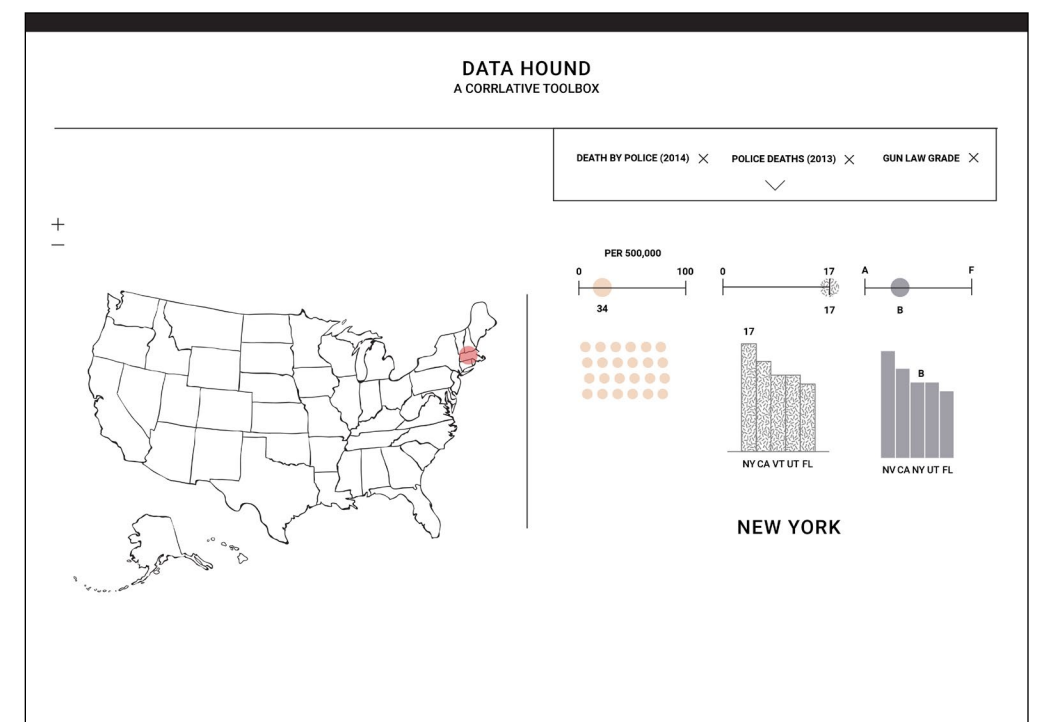 DATA HOUND
A CORRLATIVE TOOLBOX
DEATH BY POLICE (2014) POLICE DEATHS (2013) GUN LAW GRADE
PER 500,000
0 100 0 17 A F
34 17 B
17
B
NY CA VT UT FL
NV CA NY UT FL
NEW YORK